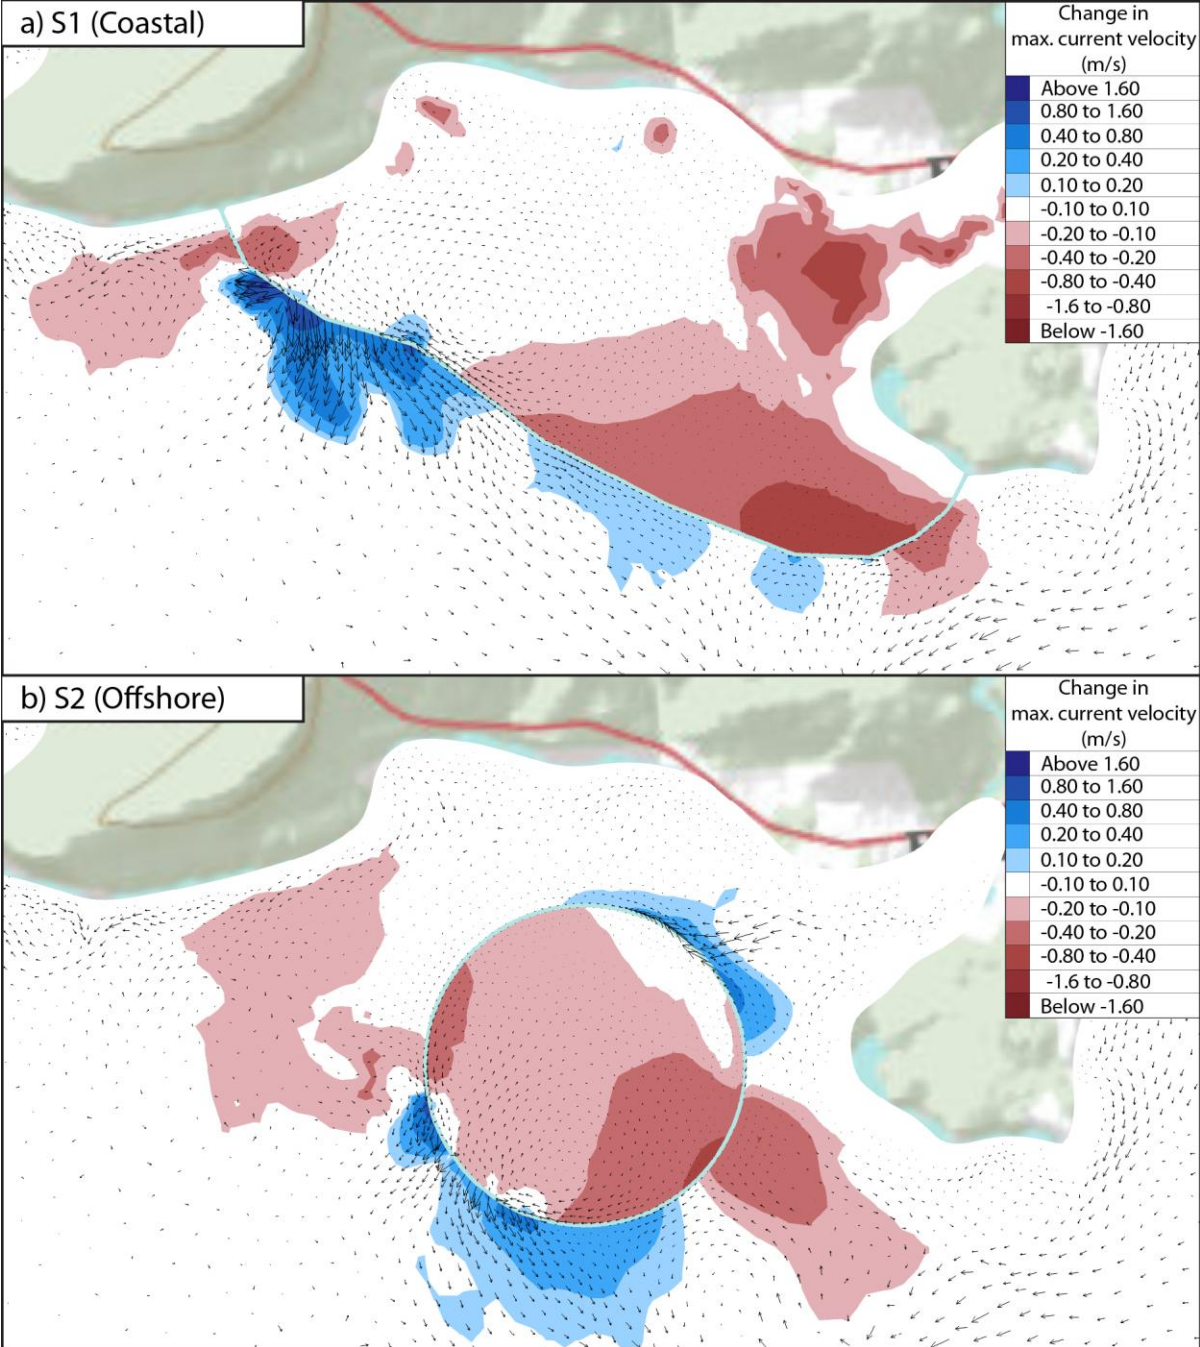 a) S1 (Coastal)
Change in
max. current velocity
(m/s)
Above 1.60
0.80 to 1.60
0.40 to 0.80
0.20 to 0.40
0.10 to 0.20
-0.10 to 0.10
-0.20 to -0.10
-0.40 to -0.20
-0.80 to -0.40
-1.6 to -0.80
Below -1.60
b) S2 (Offshore)
Change in
max. current velocity
(m/s)
Above 1.60
0.80 to 1.60
0.40 to 0.80
0.20 to 0.40
0.10 to 0.20
-0.10 to 0.10
-0.20 to -0.10
-0.40 to -0.20
-0.80 to -0.40
-1.6 to -0.80
Below -1.60